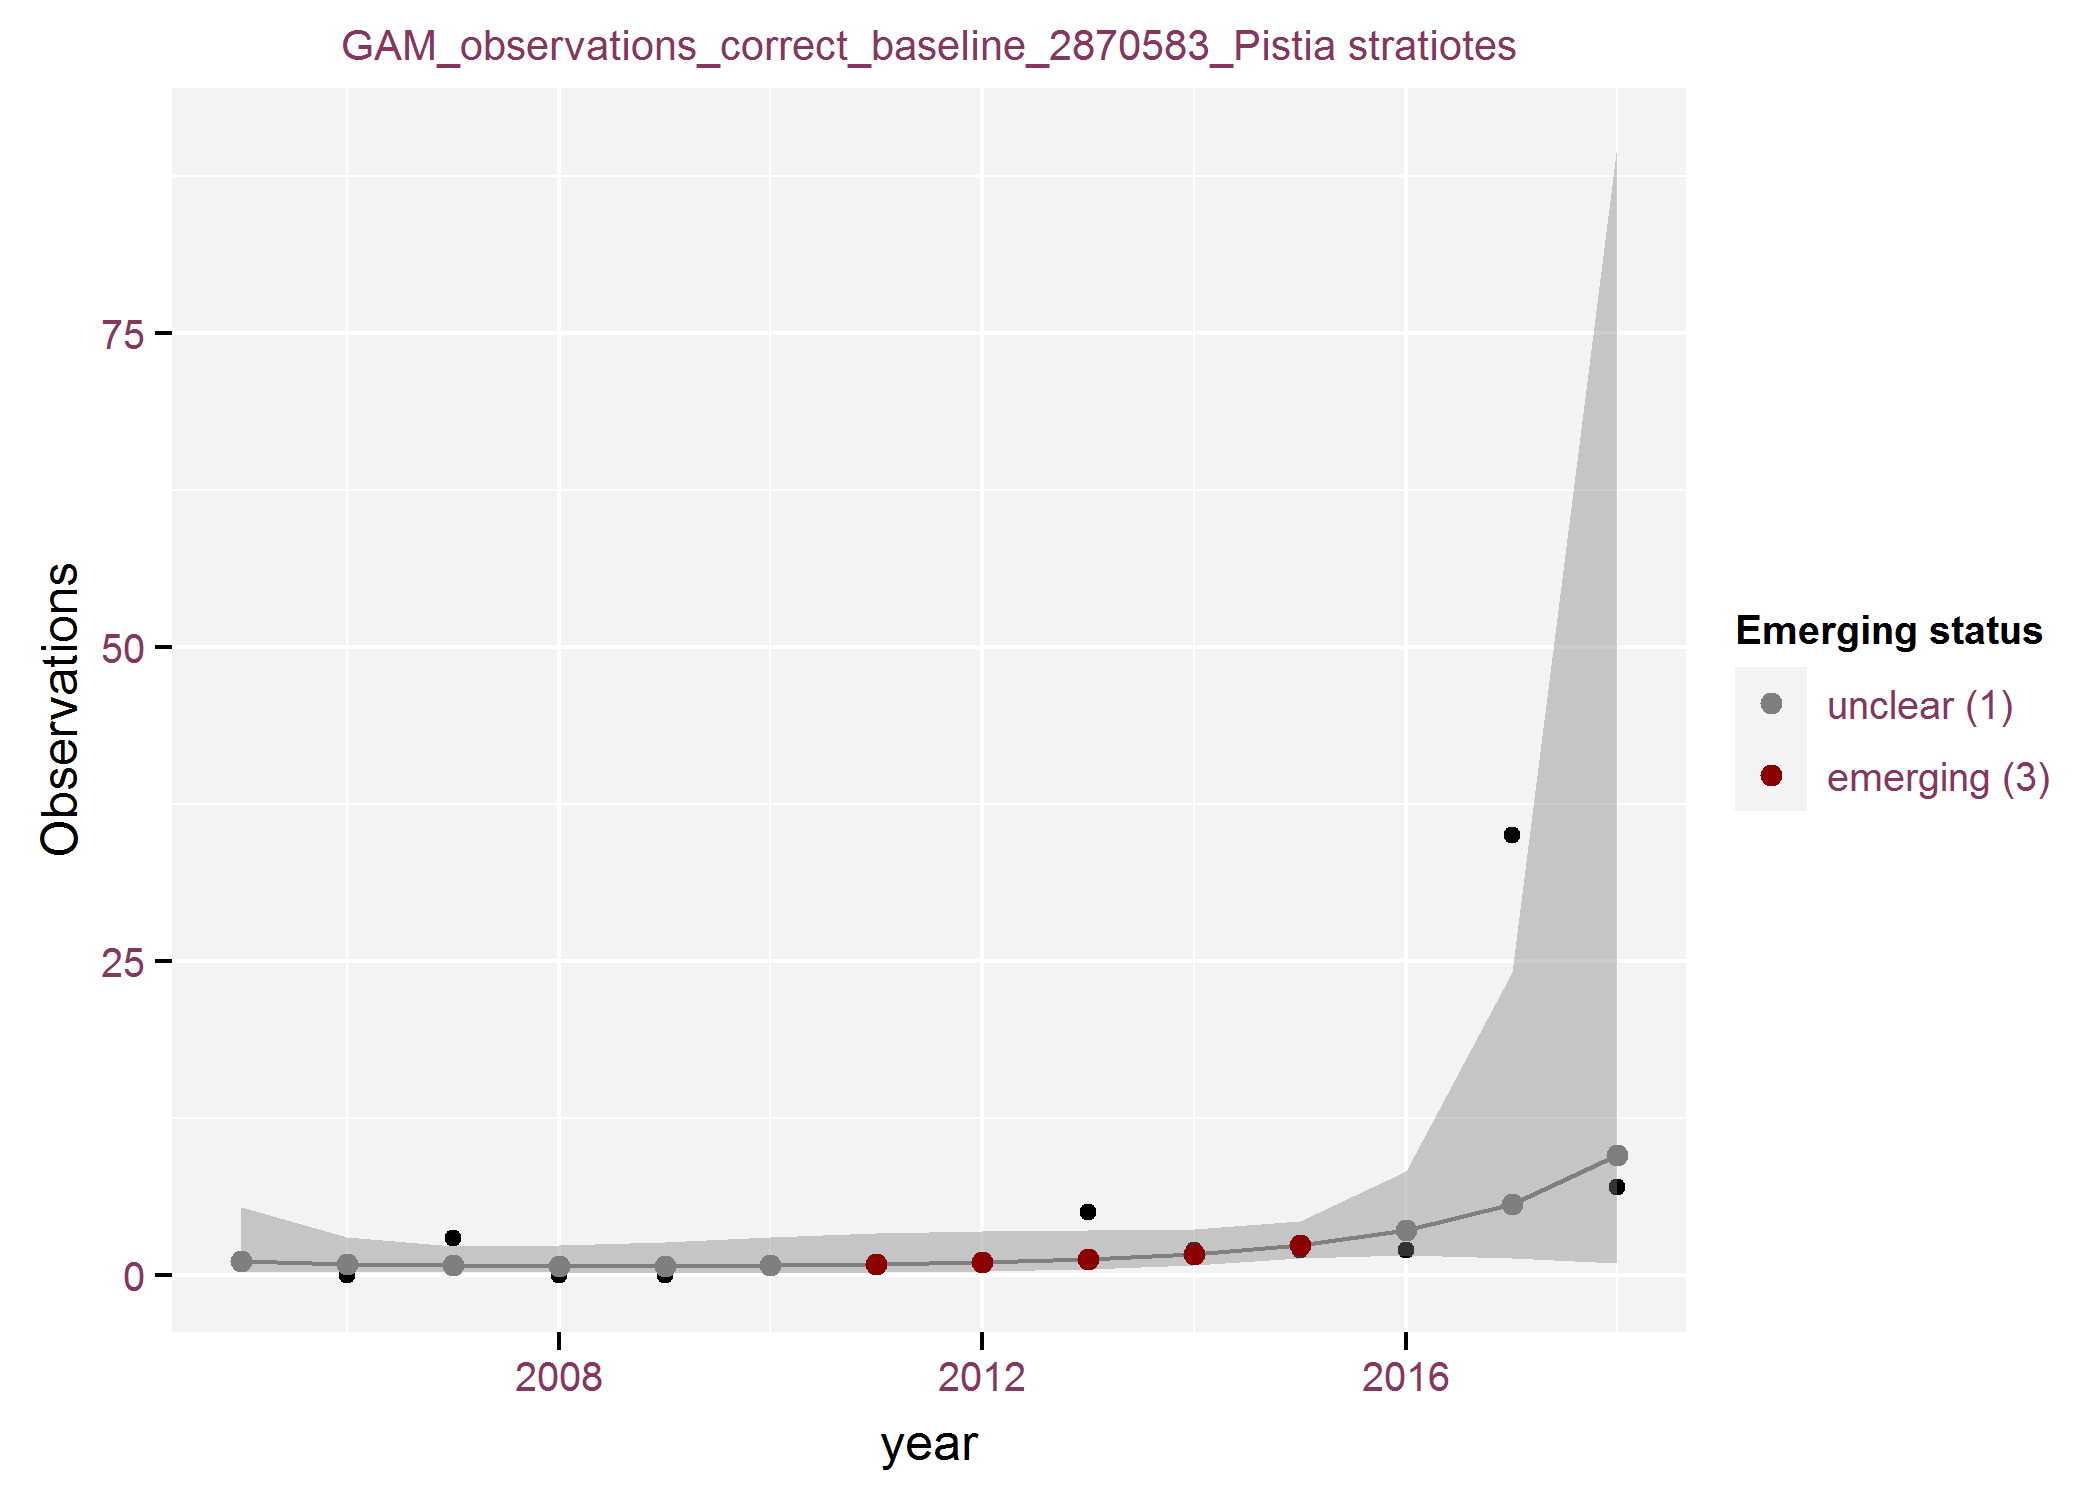 GAM_observations_correct_baseline_2870583_Pistia stratiotes
Observations
75
50
25
0
2008
2012
2016
year
Emerging status
unclear (1)
emerging (3)